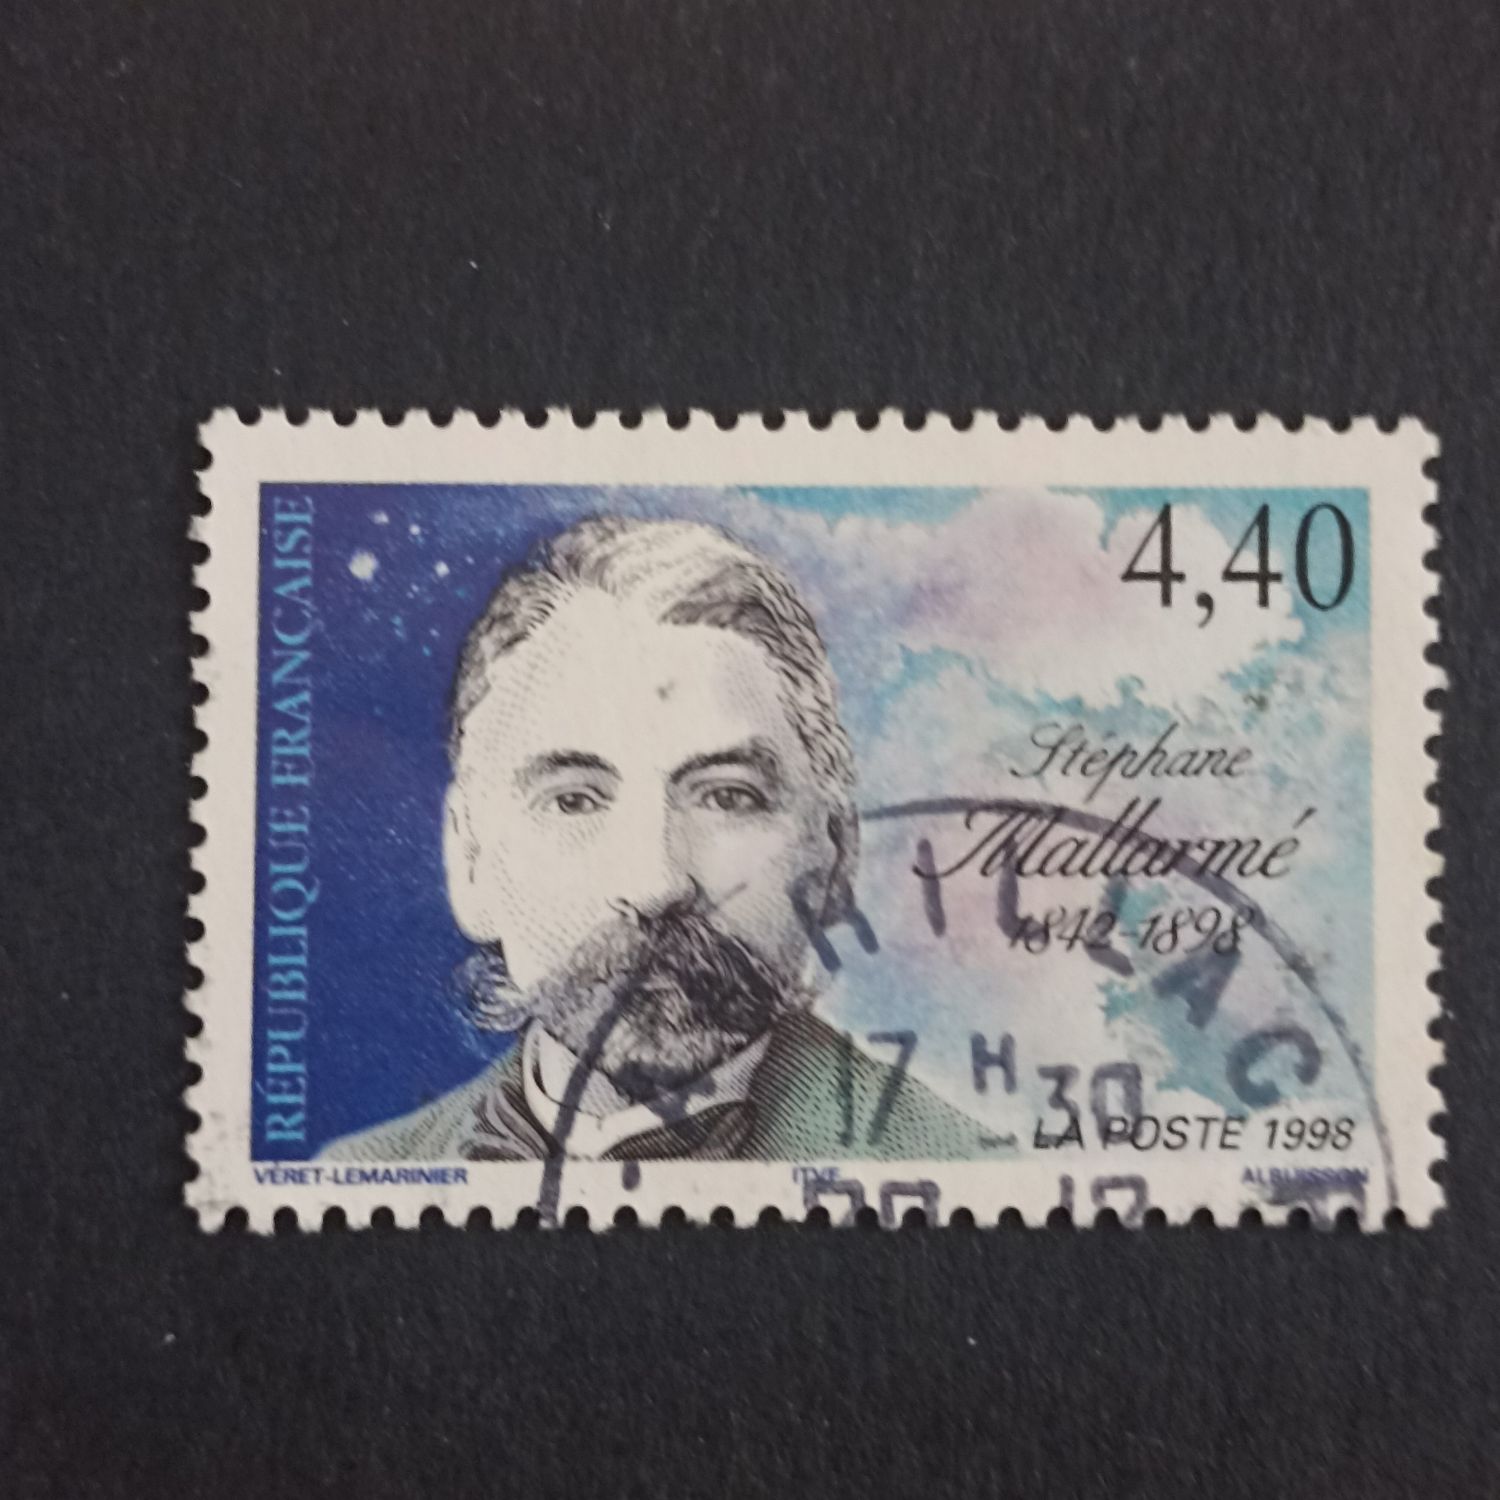 RÉPUBLIQUE FRANÇAISE
4,40
Stéphane
Mallarmé
1842-1898
17 H 30
LA POSTE 1998
VÉRET-LEMARINIER
ITVF
ALBUISSON